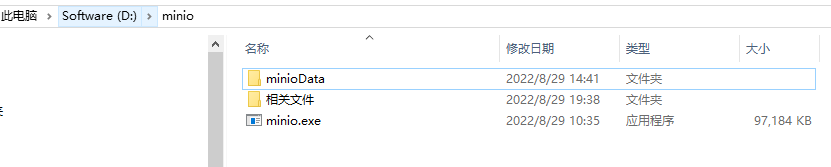 此电脑 > Software (D:) > minio
名称 修改日期 类型 大小
minioData 2022/8/29 14:41 文件夹
相关文件 2022/8/29 19:38 文件夹
minio.exe 2022/8/29 10:35 应用程序 97,184 KB